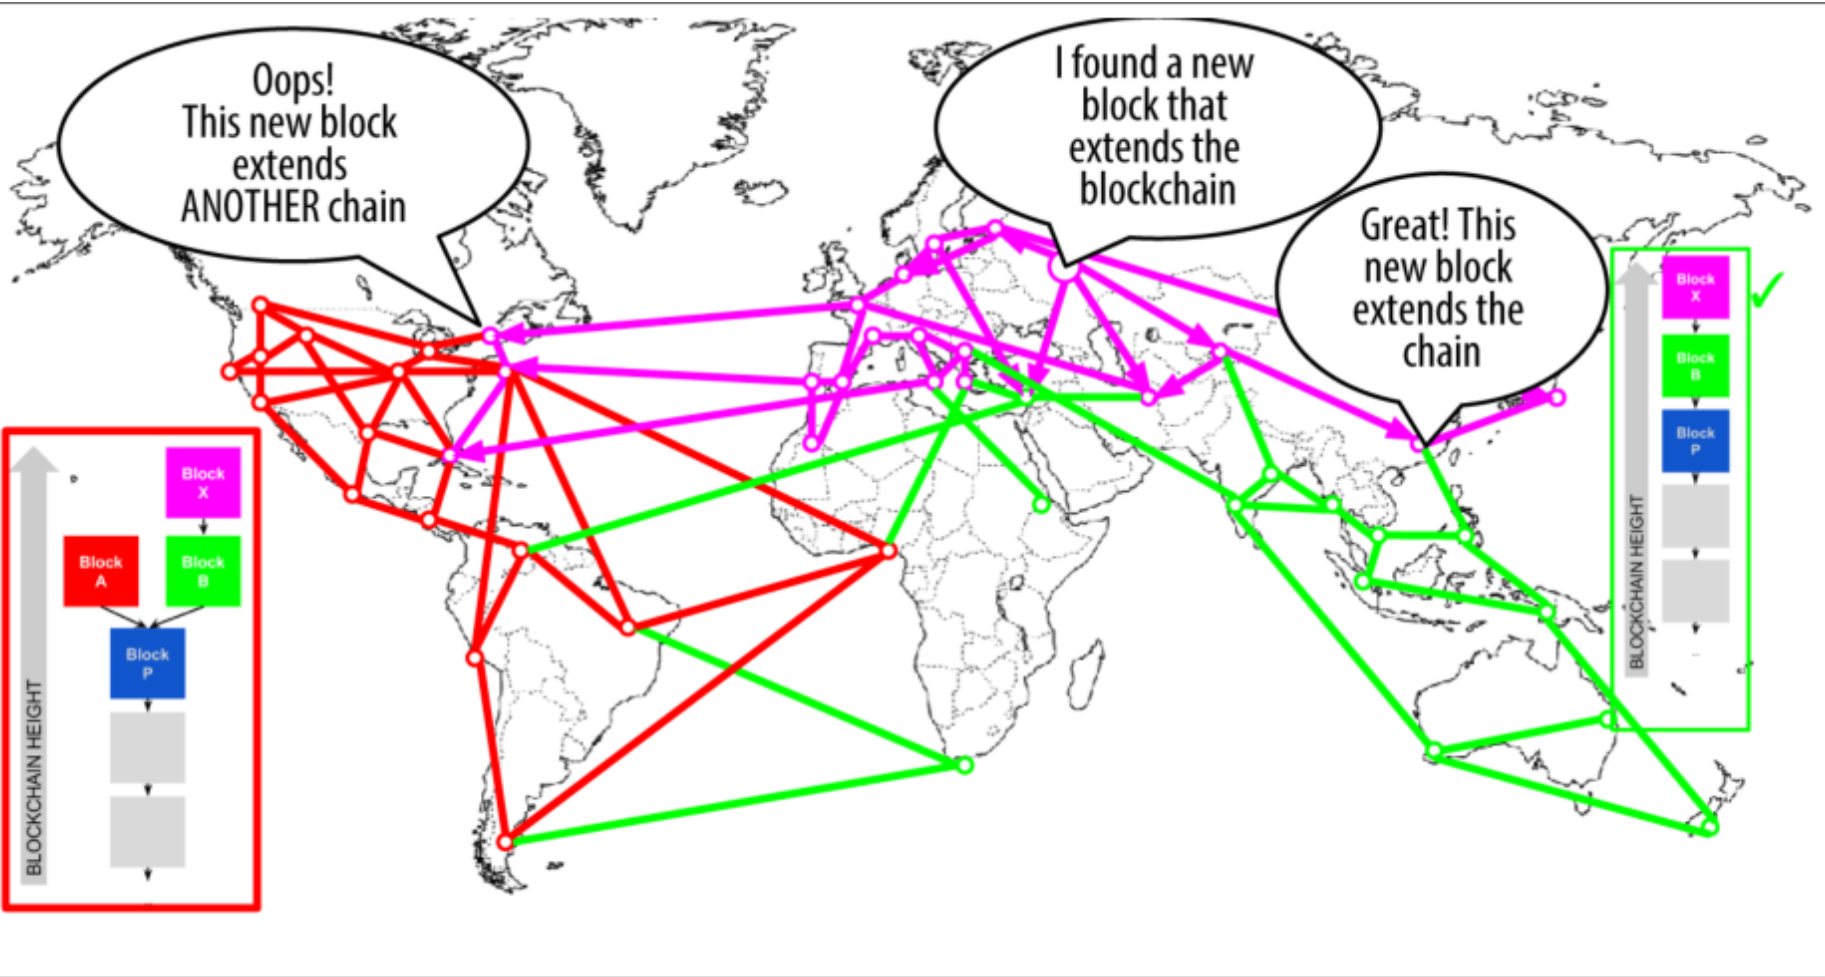 Oops!
This new block
extends
ANOTHER chain
I found a new
block that
extends the
blockchain
Great! This
new block
extends the
chain
Block
X
Block
B
Block
P
BLOCKCHAIN HEIGHT
Block
X
Block
A
Block
B
Block
P
BLOCKCHAIN HEIGHT